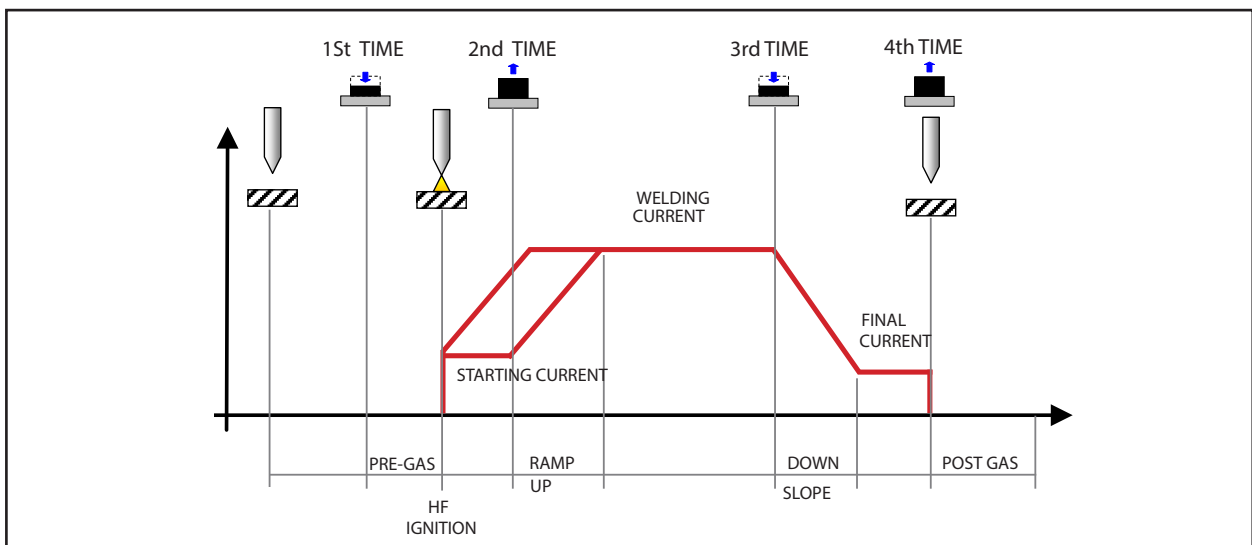 1St TIME
2nd TIME
3rd TIME
4th TIME
WELDING
CURRENT
FINAL
CURRENT
STARTING CURRENT
PRE-GAS
RAMP
UP
DOWN
SLOPE
POST GAS
HF
IGNITION